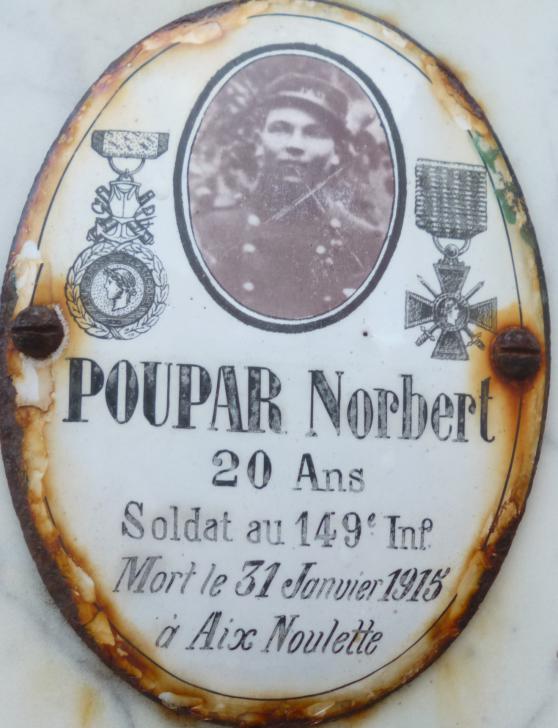 POUPAR Norbert
20 Ans
Soldat au 149e Inf.
Mort le 31 Janvier 1915
à Aix Noulette